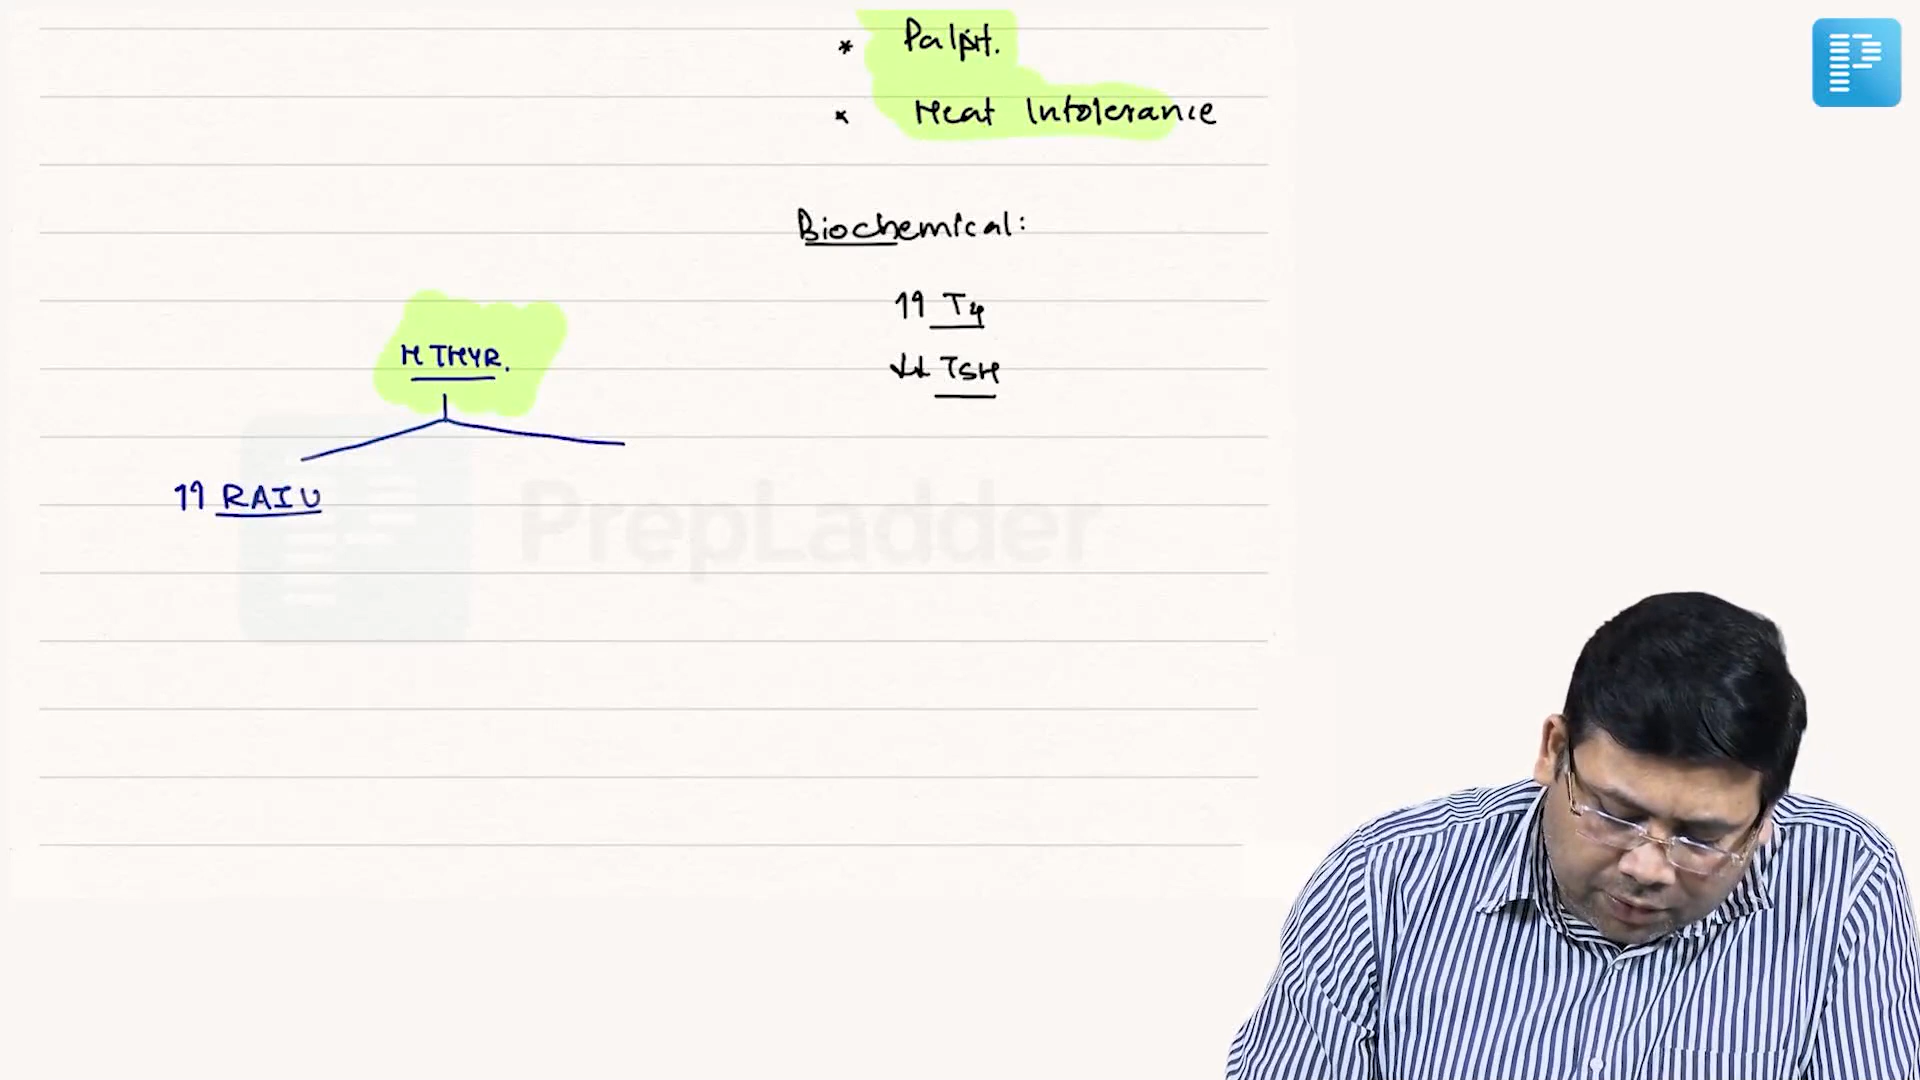 * Palpit.
* Heat Intolerance
Biochemical:
↑↑ T4
↓↓ TSH
H THYR.
↑↑ RAIU
PrepLadder